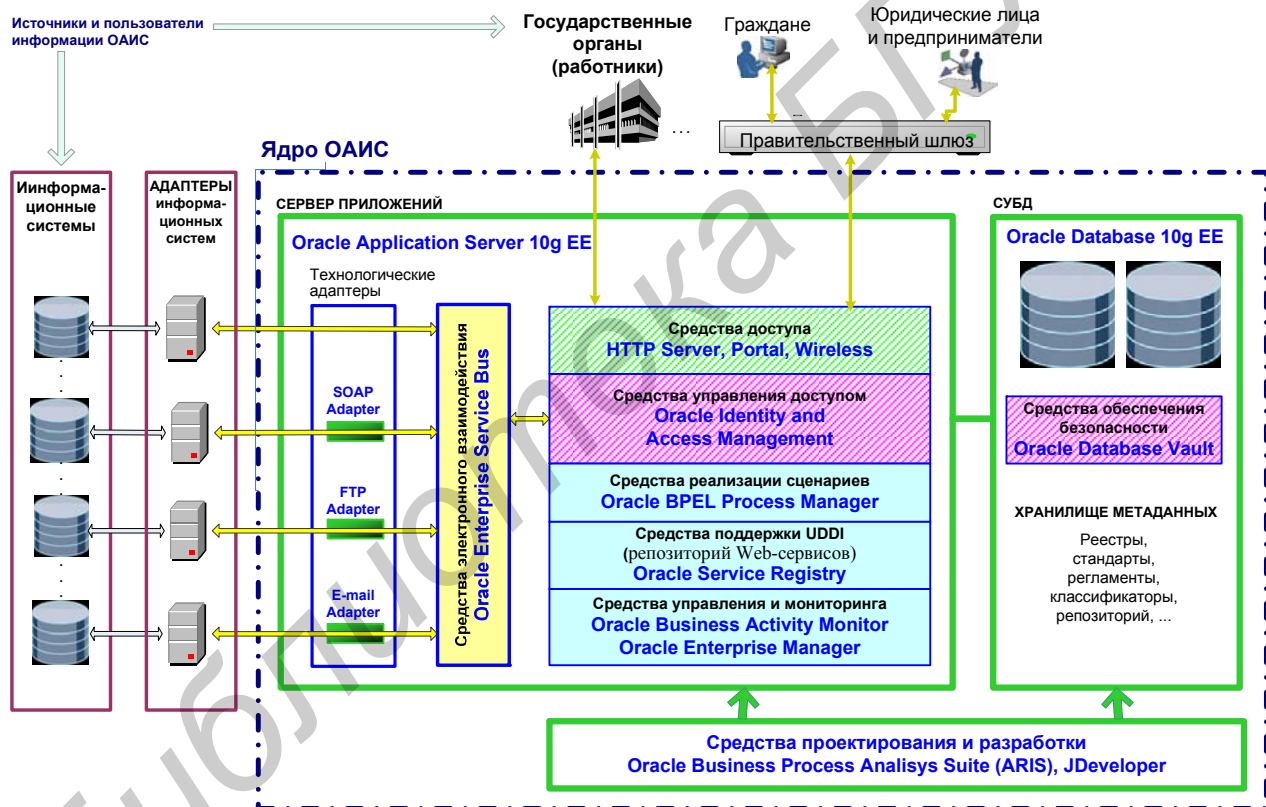 Источники и пользователи
информации ОАИС
Государственные
органы
(работники)
...
Граждане
Юридические лица
и предприниматели
Правительственный шлюз
Ядро ОАИС
Иинформа-
ционные
системы
АДАПТЕРЫ
информа-
ционных
систем
СЕРВЕР ПРИЛОЖЕНИЙ
Oracle Application Server 10g EE
Технологические
адаптеры
SOAP
Adapter
FTP
Adapter
E-mail
Adapter
Средства электрнного взаимодействия
Oracle Enterprise Service Bus
Средства доступа
HTTP Server, Portal, Wireless
Средства управления доступом
Oracle Identity and
Access Management
Средства реализации сценариев
Oracle BPEL Process Manager
Средства поддержки UDDI
(репозиторий Web-сервисов)
Oracle Service Registry
Средства управления и мониторинга
Oracle Business Activity Monitor
Oracle Enterprise Manager
СУБД
Oracle Database 10g EE
Средства обеспечения
безопасности
Oracle Database Vault
ХРАНИЛИЩЕ МЕТАДАННЫХ
Реестры,
стандарты,
регламенты,
классификаторы,
репозиторий, ...
Средства проектирования и разработки
Oracle Business Process Analisys Suite (ARIS), JDeveloper